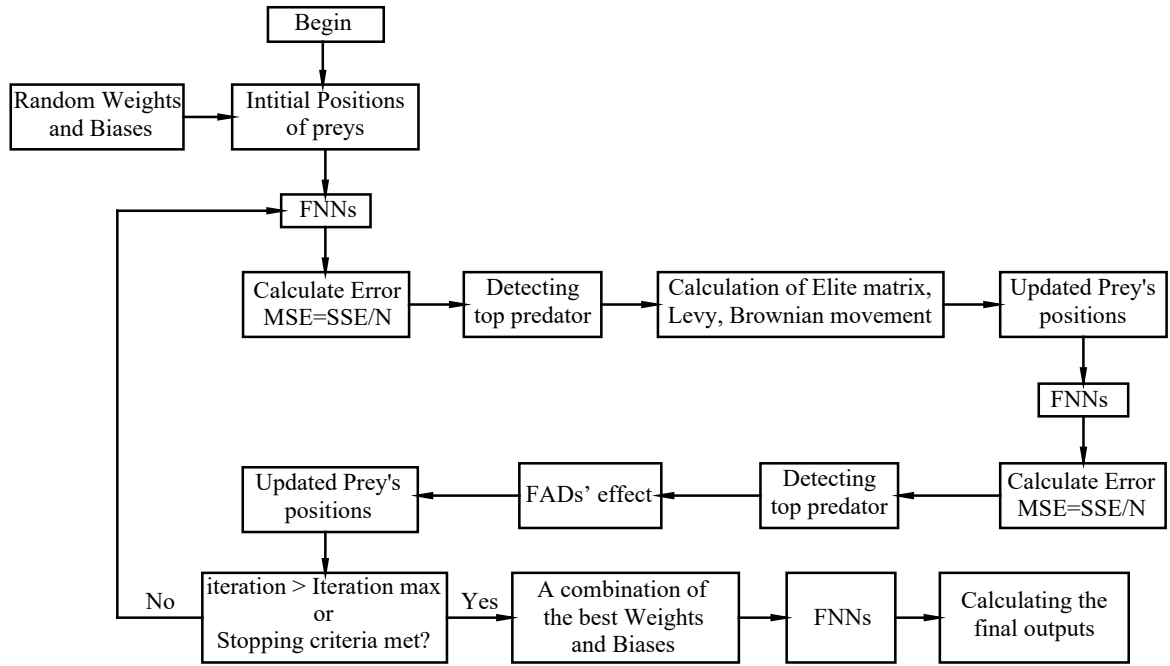 Begin
Random Weights
and Biases
Intitial Positions
of preys
FNNs
Calculate Error
MSE=SSE/N
Detecting
top predator
Calculation of Elite matrix,
Levy, Brownian movement
Updated Prey's
positions
FNNs
Calculate Error
MSE=SSE/N
Detecting
top predator
FADs’ effect
Updated Prey's
positions
iteration > Iteration max
or
Stopping criteria met?
No
Yes
A combination of
the best Weights
and Biases
FNNs
Calculating the
final outputs